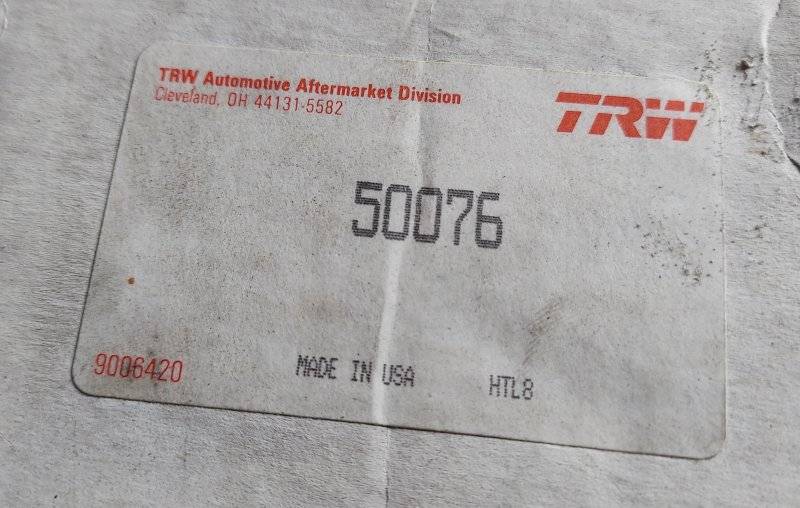 TRW Automotive Aftermarket Division
Cleveland, OH 44131-5582
TRW
50076
9006420
MADE IN USA
HTL8